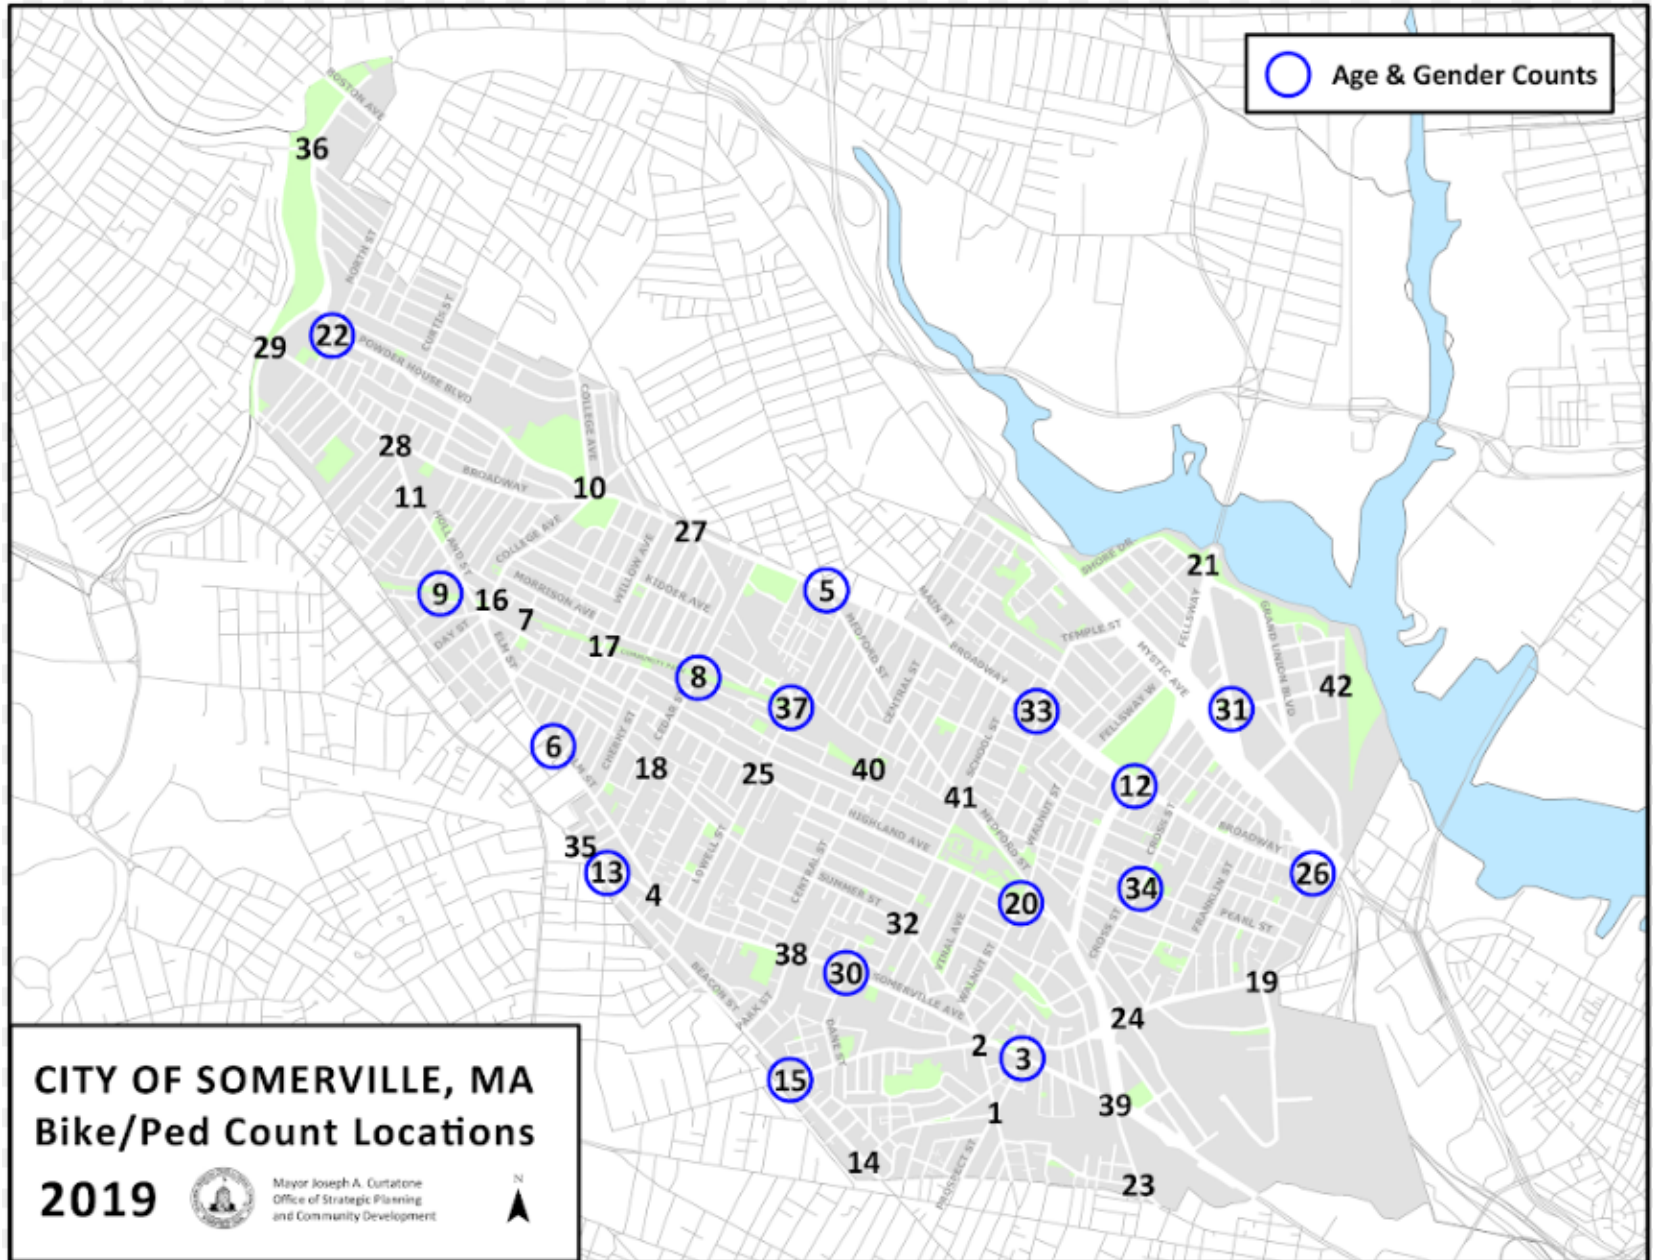 Age & Gender Counts
BOSTON AVE
36
NORTH ST
CURTIS ST
29
22
POWDER HOUSE BLVD
COLLEGE AVE
28
BROADWAY
10
11
27
HOLLAND ST
COLLEGE AVE
WILLOW AVE
21
SHORE DR
9
16
MORRISON AVE
KIDDER AVE
5
MAIN ST
FELLSWAY
GRAND UNION BLVD
7
MEDFORD ST
TEMPLE ST
DAY ST
ELM ST
17
COMMUNITY
8
CENTRAL ST
BROADWAY
MYSTIC AVE
42
37
33
FELLSWAY W
31
6
CHERRY ST
CEDAR
18
25
40
SCHOOL ST
12
41
35
13
4
LOWELL ST
HIGHLAND AVE
MEDFORD ST
WALNUT ST
CROSS ST
BROADWAY
26
CENTRAL ST
SUMMER ST
20
34
FRANKLIN ST
PEARL ST
32
VINAL AVE
CROSS ST
38
30
SOMERVILLE AVE
WALNUT ST
19
BEACON ST
PARK ST
DANE ST
24
2
3
15
1
39
14
PROSPECT ST
23
CITY OF SOMERVILLE, MA
Bike/Ped Count Locations
2019
Mayor Joseph A. Curtatone
Office of Strategic Planning
and Community Development
N